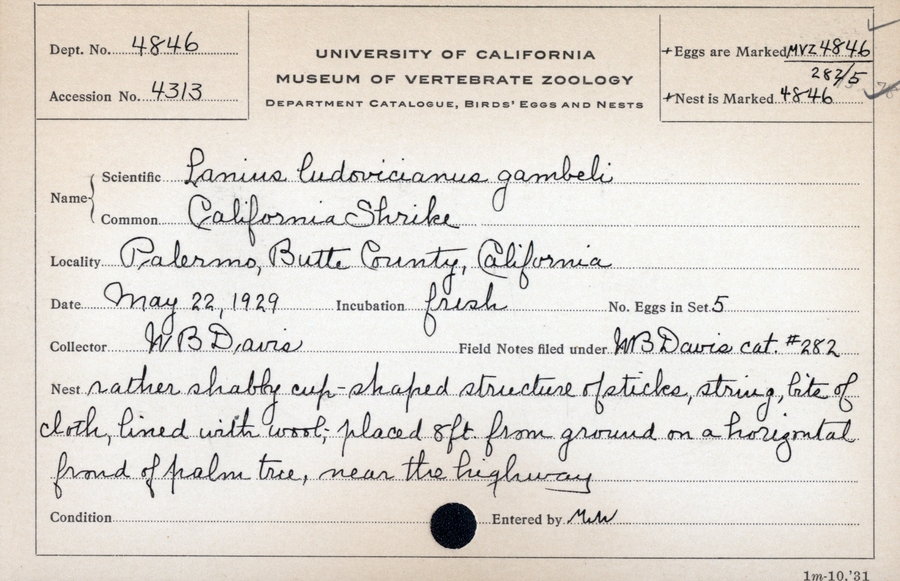 Dept. No. 4846
Accession No. 4313
UNIVERSITY OF CALIFORNIA
MUSEUM OF VERTEBRATE ZOOLOGY
DEPARTMENT CATALOGUE, BIRDS' EGGS AND NESTS
+Eggs are Marked MVZ 4846
282/5
+Nest is Marked 4846
Name
Scientific Lanius ludovicianus gambeli
Common California Shrike
Locality Palermo, Butte County, California
Date May 22, 1929 Incubation fresh No. Eggs in Set 5
Collector W B Davis Field Notes filed under WB Davis cat. #282
Nest rather shabby cup-shaped structure of sticks, string, bits of
cloth, lined with wool; placed 8ft. from ground on a horizontal
frond of palm tree, near the highway
Condition Entered by
1m-10,'31